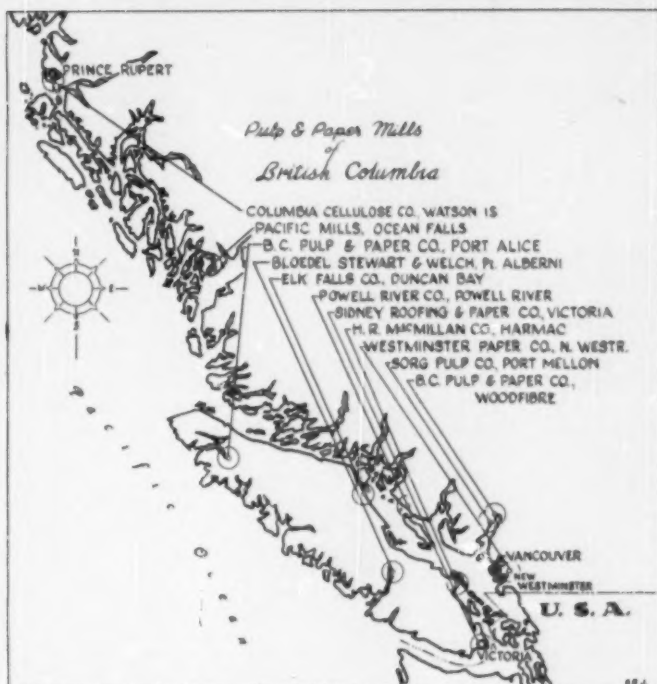 PRINCE RUPERT
Pulp & Paper Mills
of
British Columbia
COLUMBIA CELLULOSE CO., WATSON IS
PACIFIC MILLS, OCEAN FALLS
B.C. PULP & PAPER CO., PORT ALICE
BLOEDEL STEWART & WELCH, Pt. ALBERNI
ELK FALLS CO., DUNCAN BAY
POWELL RIVER CO., POWELL RIVER
SIDNEY ROOFING & PAPER CO., VICTORIA
H.R. MacMILLAN CO., HARMAC
WESTMINSTER PAPER CO., N. WESTR.
SORG PULP CO., PORT MELLON
B.C. PULP & PAPER CO.,
WOODFIBRE
N
W E
S
Pacific
Ocean
VANCOUVER
NEW
WESTMINSTER
U. S. A.
VICTORIA